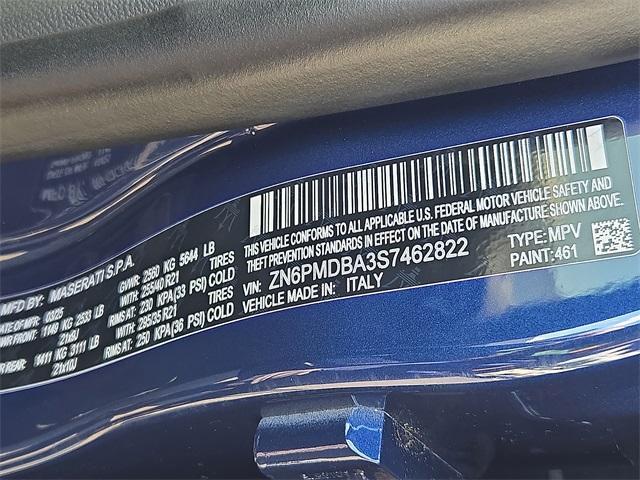 MFD. BY: MASERATI S.P.A.
DATE OF MFR: 03/25 GVWR: 2560 KG 5644 LB
GAWR FRONT: 1149 KG 2533 LB WITH: 255/40 R21 TIRES
21x9J RIMS AT: 230 KPA(33 PSI) COLD
GAWR REAR: 1411 KG 3111 LB WITH: 295/35 R21 TIRES
21x10J RIMS AT: 250 KPA(36 PSI) COLD
THIS VEHICLE CONFORMS TO ALL APPLICABLE U.S. FEDERAL MOTOR VEHICLE SAFETY AND
THEFT PREVENTION STANDARDS IN EFFECT ON THE DATE OF MANUFACTURE SHOWN ABOVE.
VIN: ZN6PMDBA3S7462822 TYPE: MPV
VEHICLE MADE IN: ITALY PAINT: 461